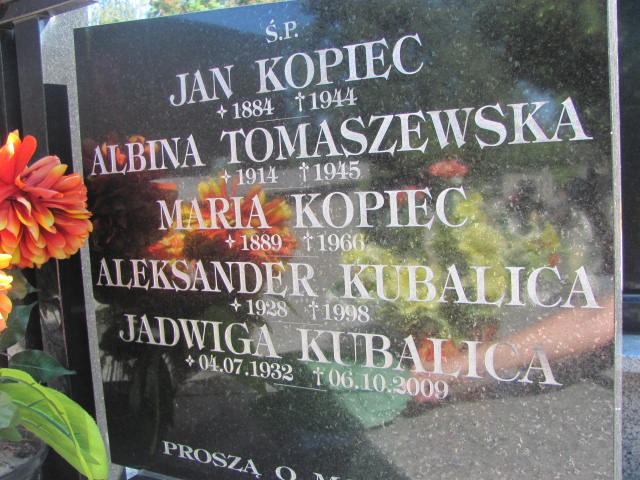 Ś.P.
JAN KOPIEC
✧1884 †1944
ALBINA TOMASZEWSKA
✧1914 †1945
MARIA KOPIEC
✧1889 †1966
ALEKSANDER KUBALICA
✧1928 †1998
JADWIGA KUBALICA
✧04.07.1932 †06.10.2009
PROSZĄ O